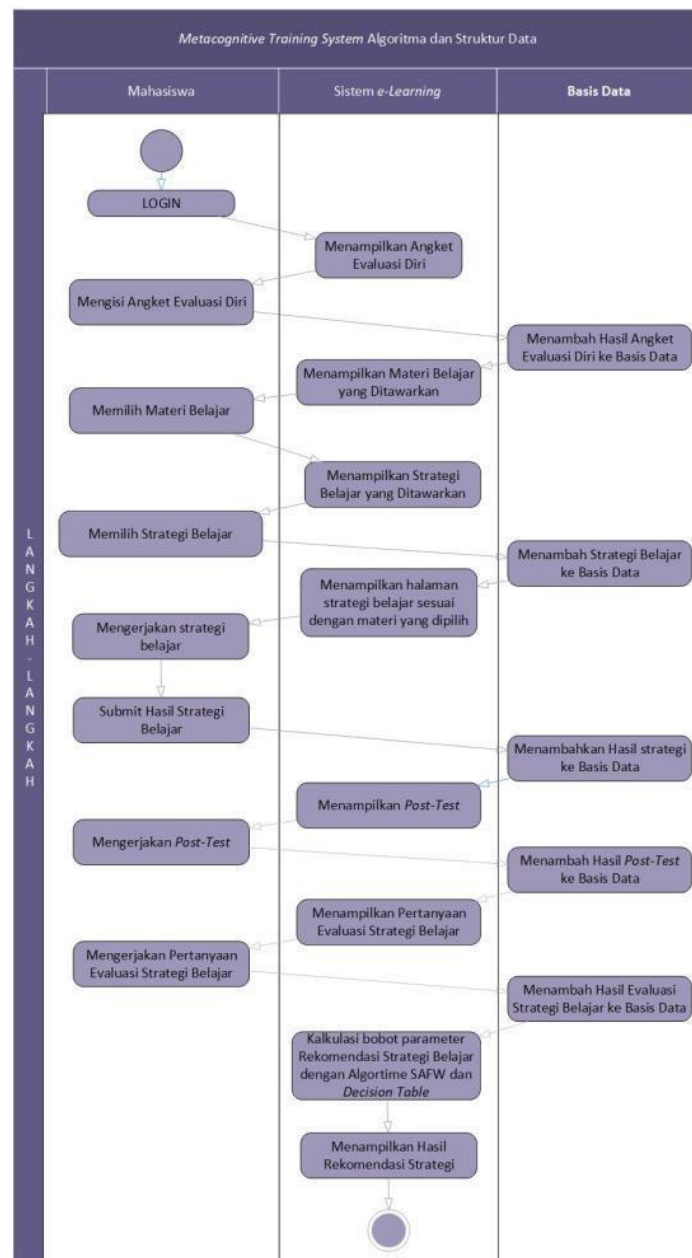 Metacognitive Training System Algoritma dan Struktur Data
Mahasiswa
Sistem e-Learning
Basis Data
LANGKAH-LANGKAH
LOGIN
Menampilkan Angket
Evaluasi Diri
Mengisi Angket Evaluasi Diri
Menambah Hasil Angket
Evaluasi Diri ke Basis Data
Menampilkan Materi Belajar
yang Ditawarkan
Memilih Materi Belajar
Menampilkan Strategi
Belajar yang Ditawarkan
Memilih Strategi Belajar
Menambah Strategi Belajar
ke Basis Data
Menampilkan halaman
strategi belajar sesuai
dengan materi yang dipilih
Mengerjakan strategi
belajar
Submit Hasil Strategi
Belajar
Menambahkan Hasil strategi
ke Basis Data
Menampilkan Post-Test
Mengerjakan Post-Test
Menambah Hasil Post-Test
ke Basis Data
Menampilkan Pertanyaan
Evaluasi Strategi Belajar
Mengerjakan Pertanyaan
Evaluasi Strategi Belajar
Menambah Hasil Evaluasi
Strategi Belajar ke Basis Data
Kalkulasi bobot parameter
Rekomendasi Strategi Belajar
dengan Algortime SAFW dan
Decision Table
Menampilkan Hasil
Rekomendasi Strategi